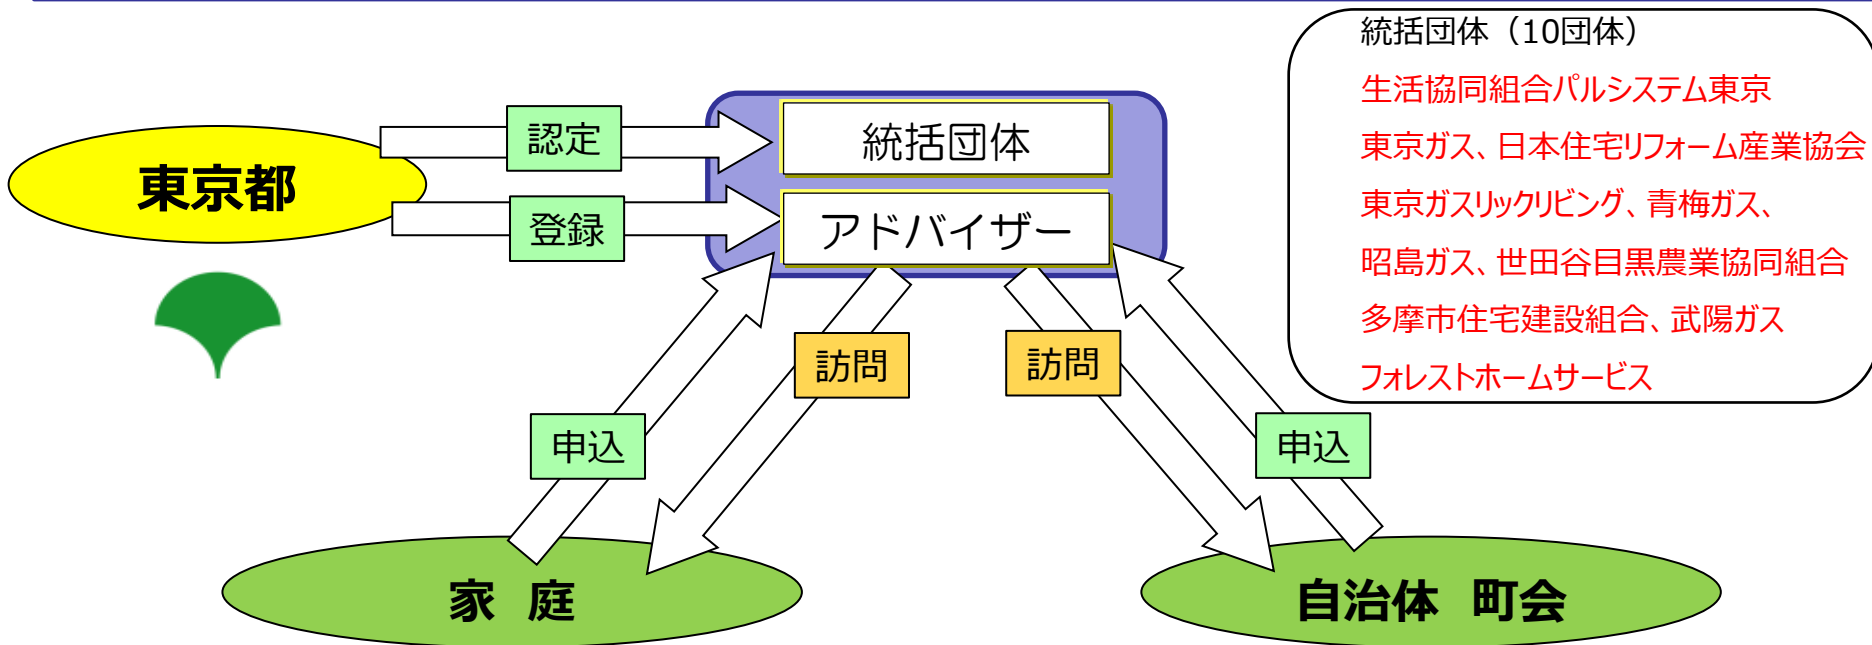 統括団体（10団体）
生活協同組合パルシステム東京
東京ガス、日本住宅リフォーム産業協会
東京ガスリックリビング、青梅ガス、
昭島ガス、世田谷目黒農業協同組合
多摩市住宅建設組合、武陽ガス
フォレストホームサービス
東京都
認定
統括団体
登録
アドバイザー
訪問
訪問
申込
申込
家 庭
自治体 町会